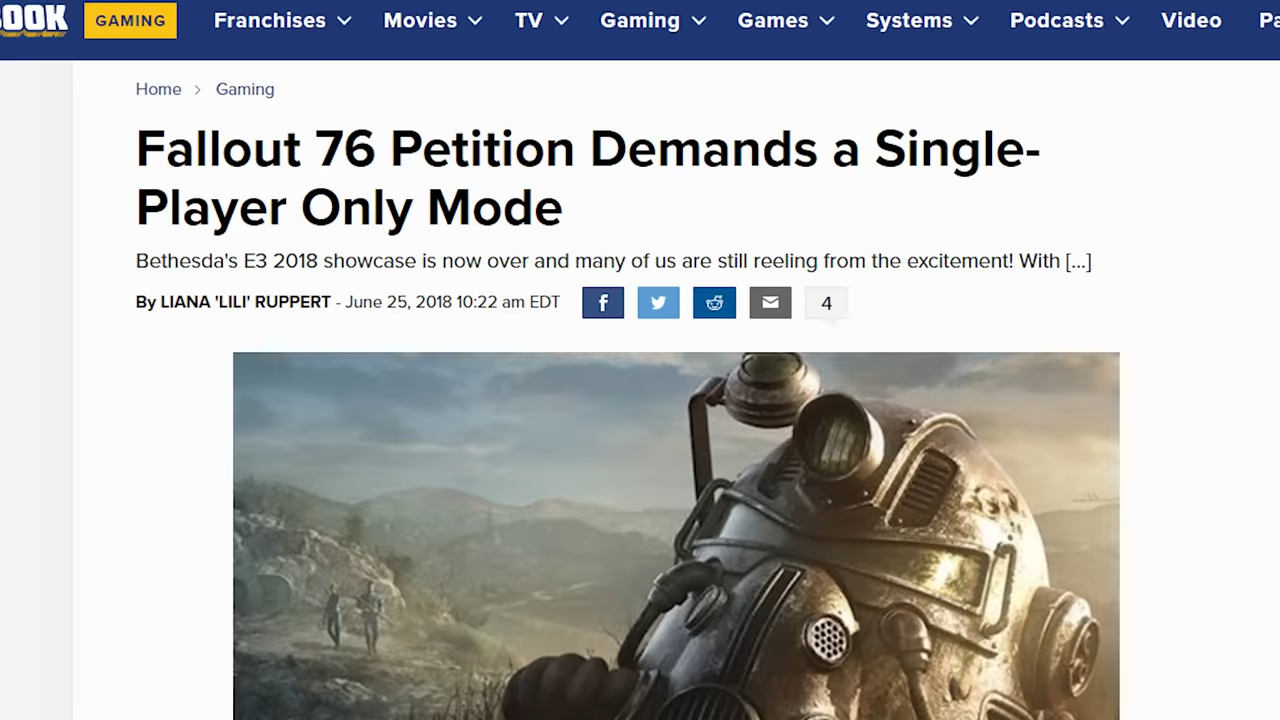 BOOK GAMING Franchises Movies TV Gaming Games Systems Podcasts Video
Home > Gaming
Fallout 76 Petition Demands a Single-
Player Only Mode
Bethesda's E3 2018 showcase is now over and many of us are still reeling from the excitement! With [...]
By LIANA 'LILI' RUPPERT - June 25, 2018 10:22 am EDT f 4